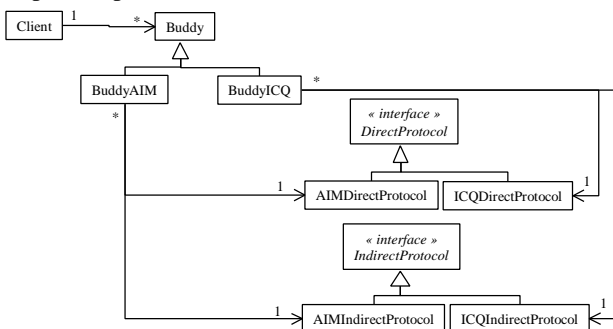 Client
1
*
Buddy
BuddyAIM
BuddyICQ
*
*
« interface »
DirectProtocol
1
AIMDirectProtocol
ICQDirectProtocol
1
« interface »
IndirectProtocol
1
AIMIndirectProtocol
ICQIndirectProtocol
1